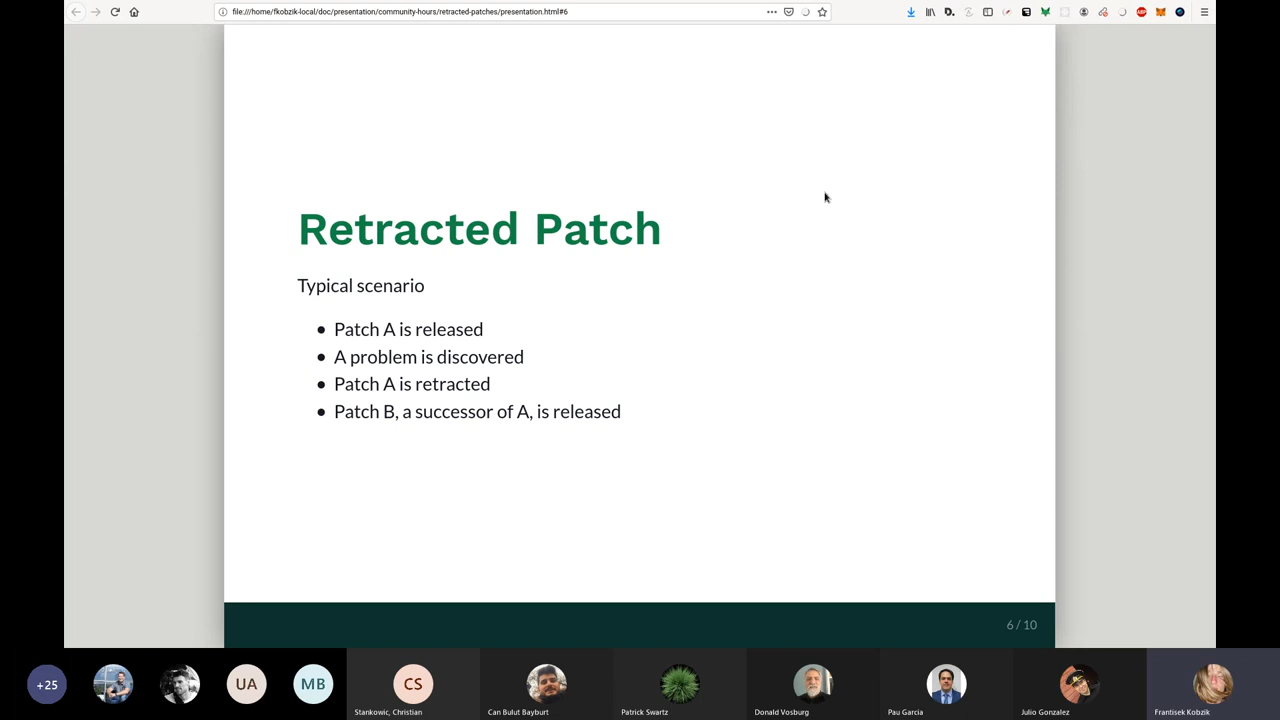 file:///home/fkobzik-local/doc/presentation/community-hours/retracted-patches/presentation.html#6
Retracted Patch
Typical scenario
Patch A is released
A problem is discovered
Patch A is retracted
Patch B, a successor of A, is released
6 / 10
+25
UA
MB
CS
Stankowic, Christian
Can Bulut Bayburt
Patrick Swartz
Donald Vosburg
Pau Garcia
Julio Gonzalez
Frantisek Kobzik